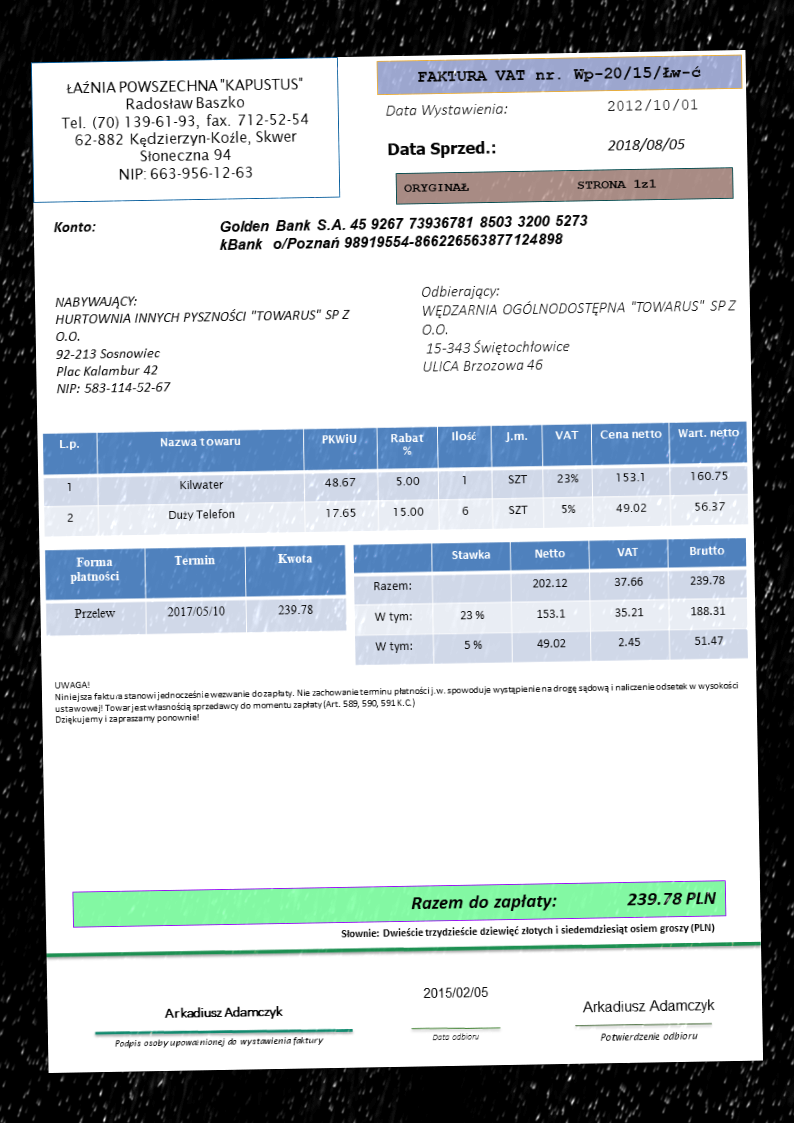 ŁAŹNIA POWSZECHNA "KAPUSTUS"
Radosław Baszko
Tel. (70) 139-61-93, fax. 712-52-54
62-882 Kędzierzyn-Koźle, Skwer
Słoneczna 94
NIP: 663-956-12-63
FAKTURA VAT nr. Wp-20/15/Łw-ć
Data Wystawienia: 2012/10/01
Data Sprzed.: 2018/08/05
ORYGINAŁ STRONA 1z1
Konto: Golden Bank S.A. 45 9267 73936781 8503 3200 5273
kBank o/Poznań 98919554-866226563877124898
NABYWAJĄCY:
HURTOWNIA INNYCH PYSZNOŚCI "TOWARUS" SP Z
O.O.
92-213 Sosnowiec
Plac Kalambur 42
NIP: 583-114-52-67
Odbierający:
WĘDZARNIA OGÓLNODOSTĘPNA "TOWARUS" SP Z
O.O.
15-343 Świętochłowice
ULICA Brzozowa 46
L.p. Nazwa towaru PKWiU Rabat % Ilość J.m. VAT Cena netto Wart. netto
1 Kilwater 48.67 5.00 1 SZT 23% 153.1 160.75
2 Duży Telefon 17.65 15.00 6 SZT 5% 49.02 56.37
Forma płatności Termin Kwota
Przelew 2017/05/10 239.78
Stawka Netto VAT Brutto
Razem: 202.12 37.66 239.78
W tym: 23 % 153.1 35.21 188.31
W tym: 5 % 49.02 2.45 51.47
UWAGA!
Niniejsza faktura stanowi jednocześnie wezwanie do zapłaty. Nie zachowanie terminu płatności j.w. spowoduje wystąpienie na drogę sądową i naliczenie odsetek w wysokości
ustawowej! Towar jest własnością sprzedawcy do momentu zapłaty (Art. 589, 590, 591 K.C.)
Dziękujemy i zapraszamy ponownie!
Razem do zapłaty: 239.78 PLN
Słownie: Dwieście trzydzieście dziewięć złotych i siedemdziesiąt osiem groszy (PLN)
Arkadiusz Adamczyk
Podpis osoby upoważnionej do wystawienia faktury
2015/02/05
Data odbioru
Arkadiusz Adamczyk
Potwierdzenie odbioru